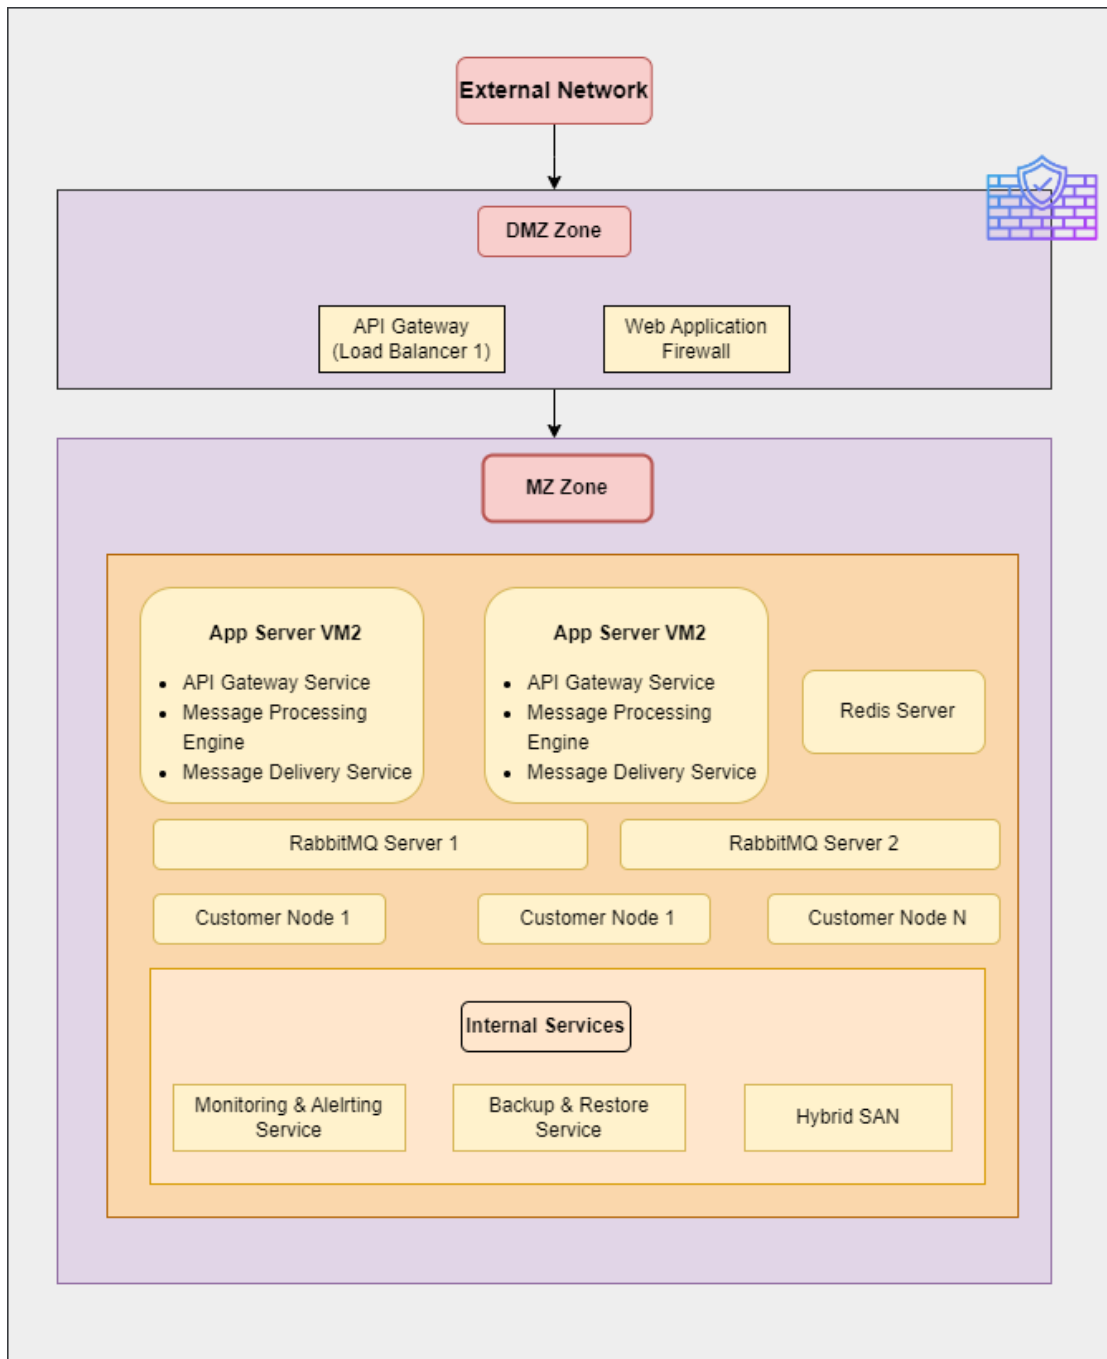 External Network
DMZ Zone
API Gateway
(Load Balancer 1)
Web Application
Firewall
MZ Zone
App Server VM2
• API Gateway Service
• Message Processing
Engine
• Message Delivery Service
App Server VM2
• API Gateway Service
• Message Processing
Engine
• Message Delivery Service
Redis Server
RabbitMQ Server 1
RabbitMQ Server 2
Customer Node 1
Customer Node 1
Customer Node N
Internal Services
Monitoring & Alelrting
Service
Backup & Restore
Service
Hybrid SAN